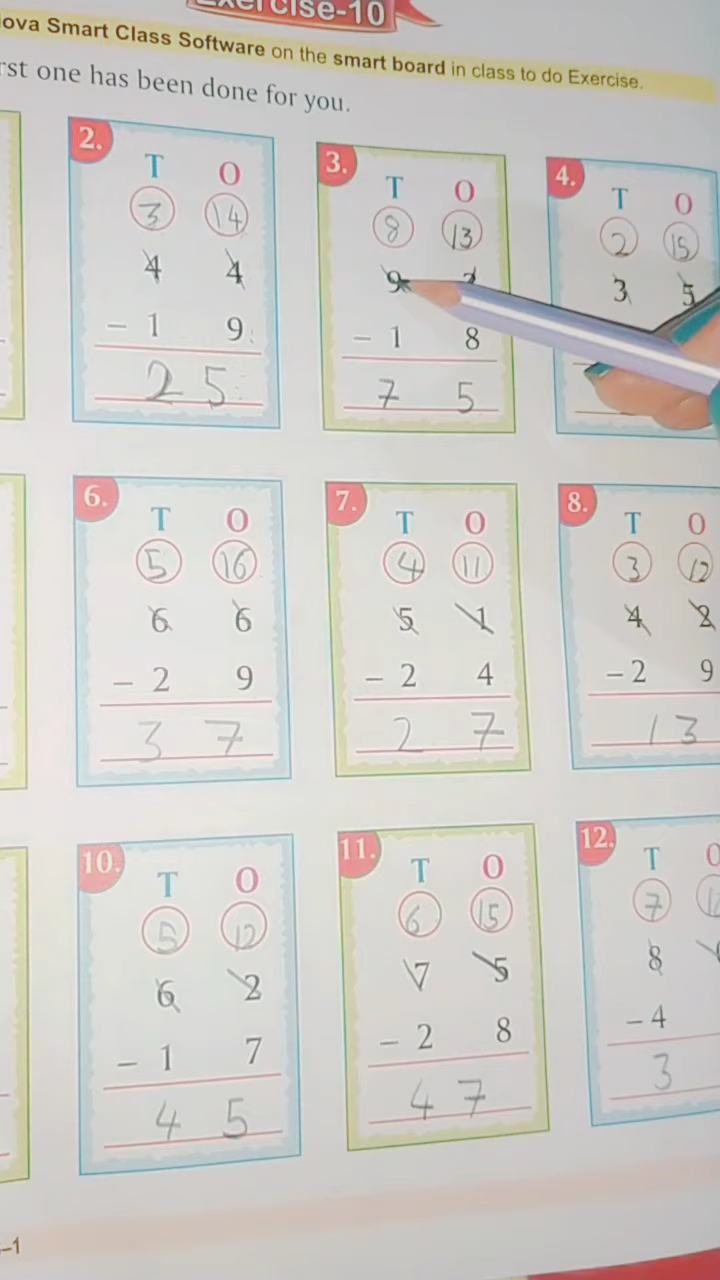 Exercise-10
Nova Smart Class Software on the smart board in class to do Exercise.
rst one has been done for you.
2. 3. 4.
T O T O T O
3 14 8 13 2 15
4 4 9 3 5
- 1 9 - 1 8
2 5 7 5
6. 7. 8.
T O T O T O
5 16 4 11 3 12
6 6 5 1 4 2
- 2 9 - 2 4 - 2 9
3 7 2 7 1 3
10. 11. 12.
T O T O T O
5 12 6 15 7
6 2 7 5 8
- 1 7 - 2 8 - 4
4 5 4 7 3
-1